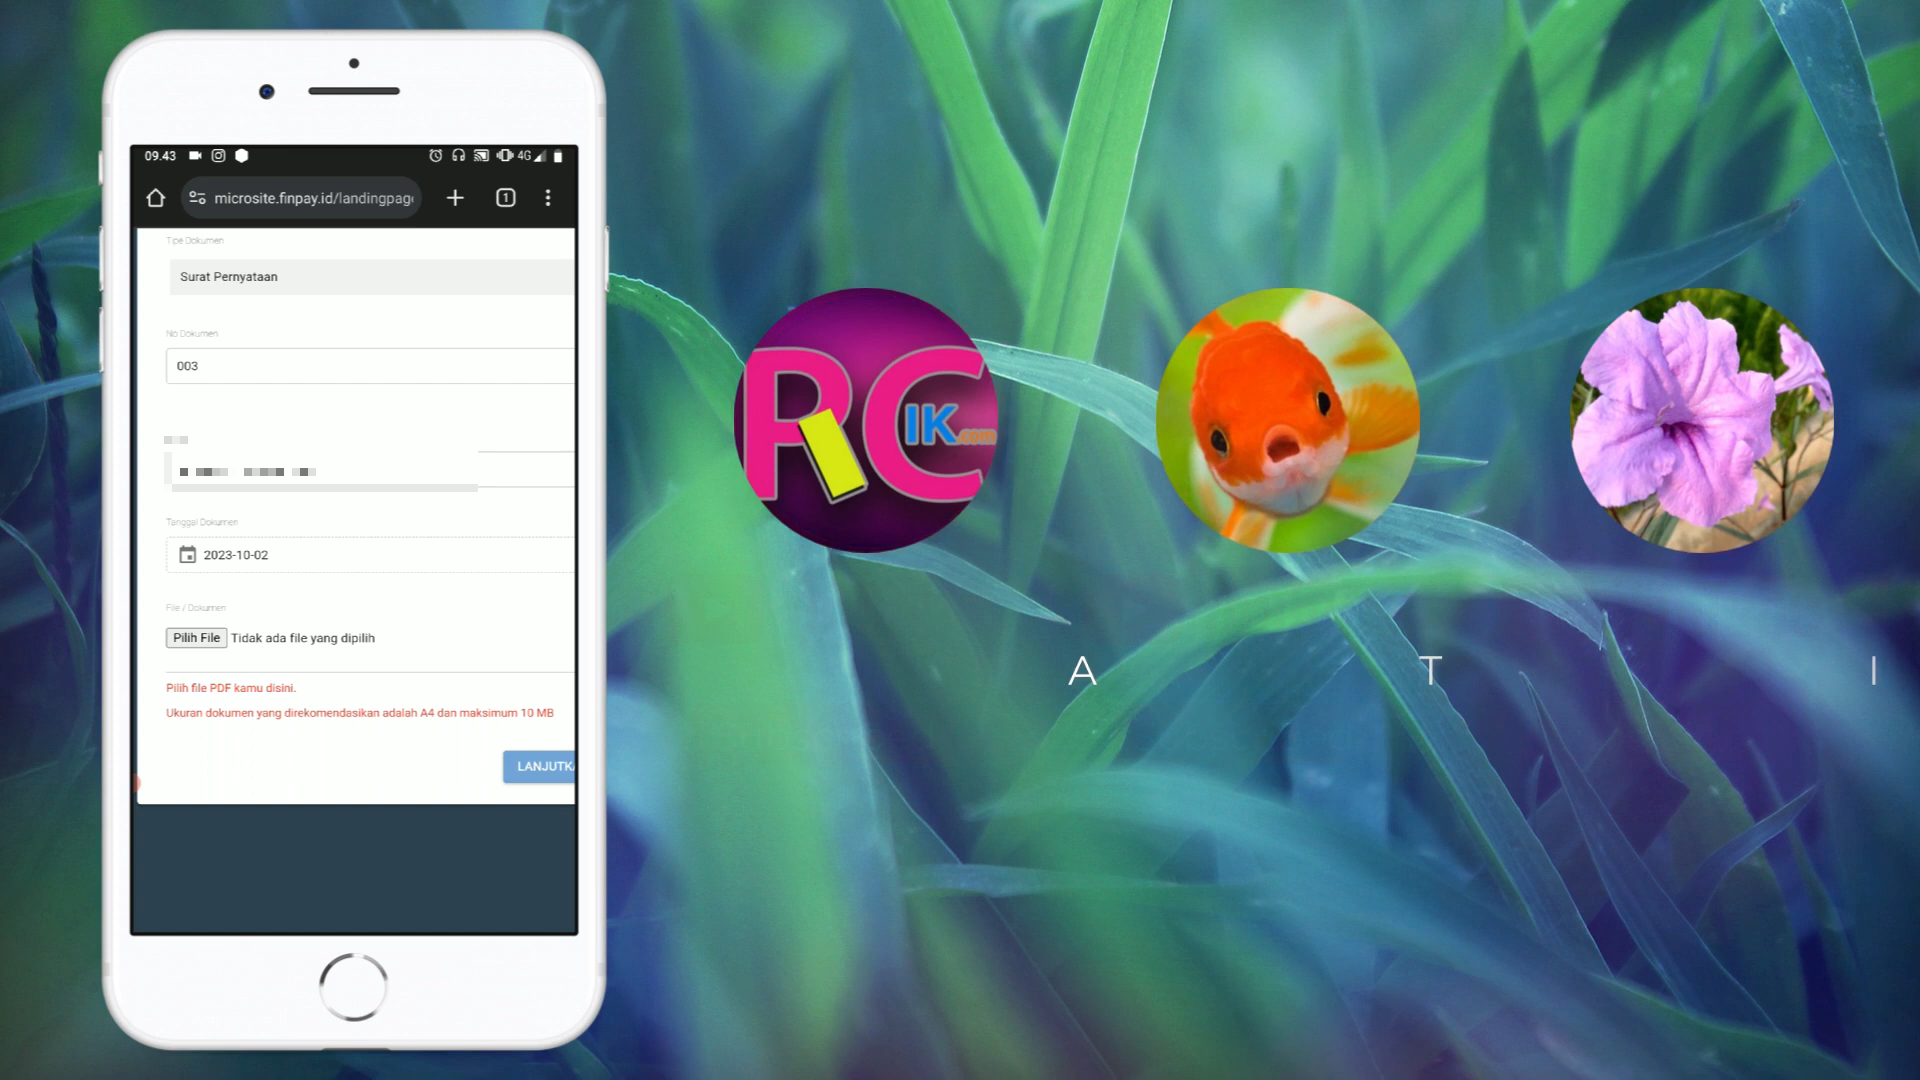 09.43
4G
microsite.finpay.id/landingpage
1
Tipe Dokumen
Surat Pernyataan
No Dokumen
003
Tanggal Dokumen
2023-10-02
File / Dokumen
Pilih File Tidak ada file yang dipilih
Pilih file PDF kamu disini.
Ukuran dokumen yang direkomendasikan adalah A4 dan maksimum 10 MB
LANJUTKA
RC
IK.com
A T I